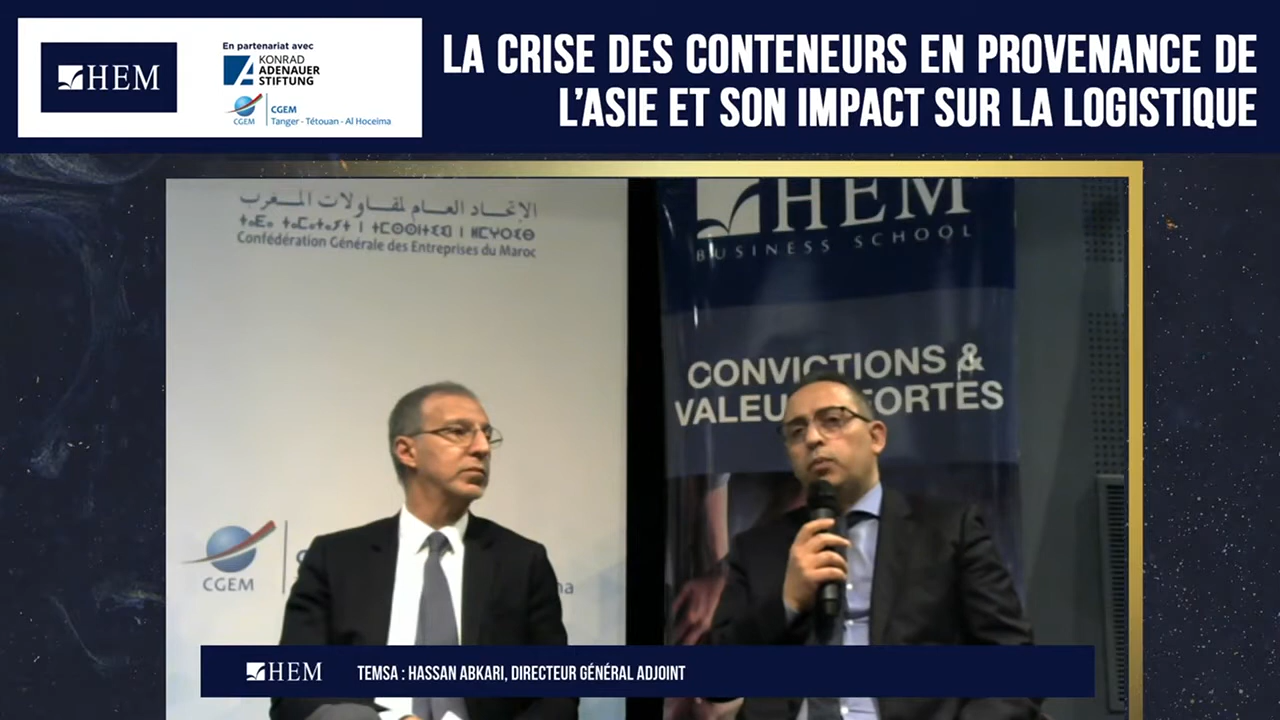 HEM
En partenariat avec
KONRAD
ADENAUER
STIFTUNG
CGEM
CGEM
Tanger - Tétouan - Al Hoceima
LA CRISE DES CONTENEURS EN PROVENANCE DE
L'ASIE ET SON IMPACT SUR LA LOGISTIQUE
الاتحاد العام لمقاولات المغرب
Confédération Générale des Entreprises du Maroc
HEM
BUSINESS SCHOOL
CONVICTIONS &
VALEU FORTES
CGEM
HEM
TEMSA : HASSAN ABKARI, DIRECTEUR GÉNÉRAL ADJOINT